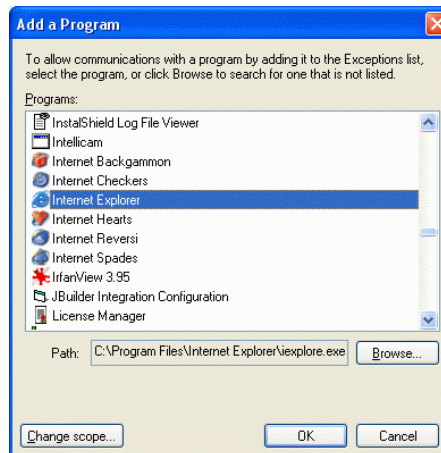 Add a Program
To allow communications with a program by adding it to the Exceptions list,
select the program, or click Browse to search for one that is not listed.
Programs:
InstalShield Log File Viewer
Intellicam
Internet Backgammon
Internet Checkers
Internet Explorer
Internet Hearts
Internet Reversi
Internet Spades
IrfanView 3.95
JBuilder Integration Configuration
License Manager
Path: C:\Program Files\Internet Explorer\iexplore.exe Browse...
Change scope... OK Cancel